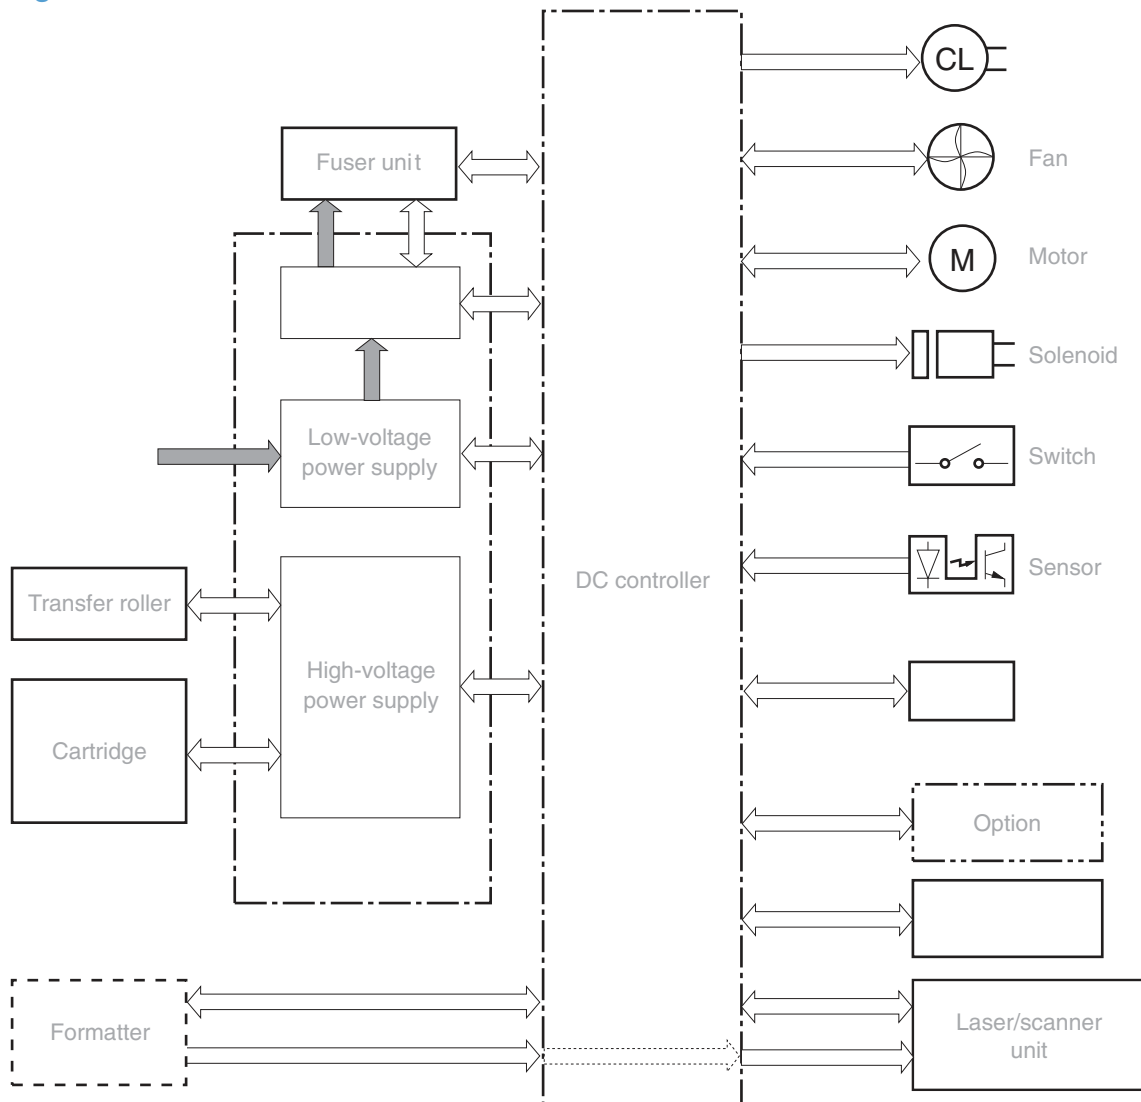 CL
Fuser unit
Fan
M
Motor
Solenoid
Low-voltage
power supply
Switch
DC controller
Sensor
Transfer roller
High-voltage
power supply
Cartridge
Option
Formatter
Laser/scanner
unit